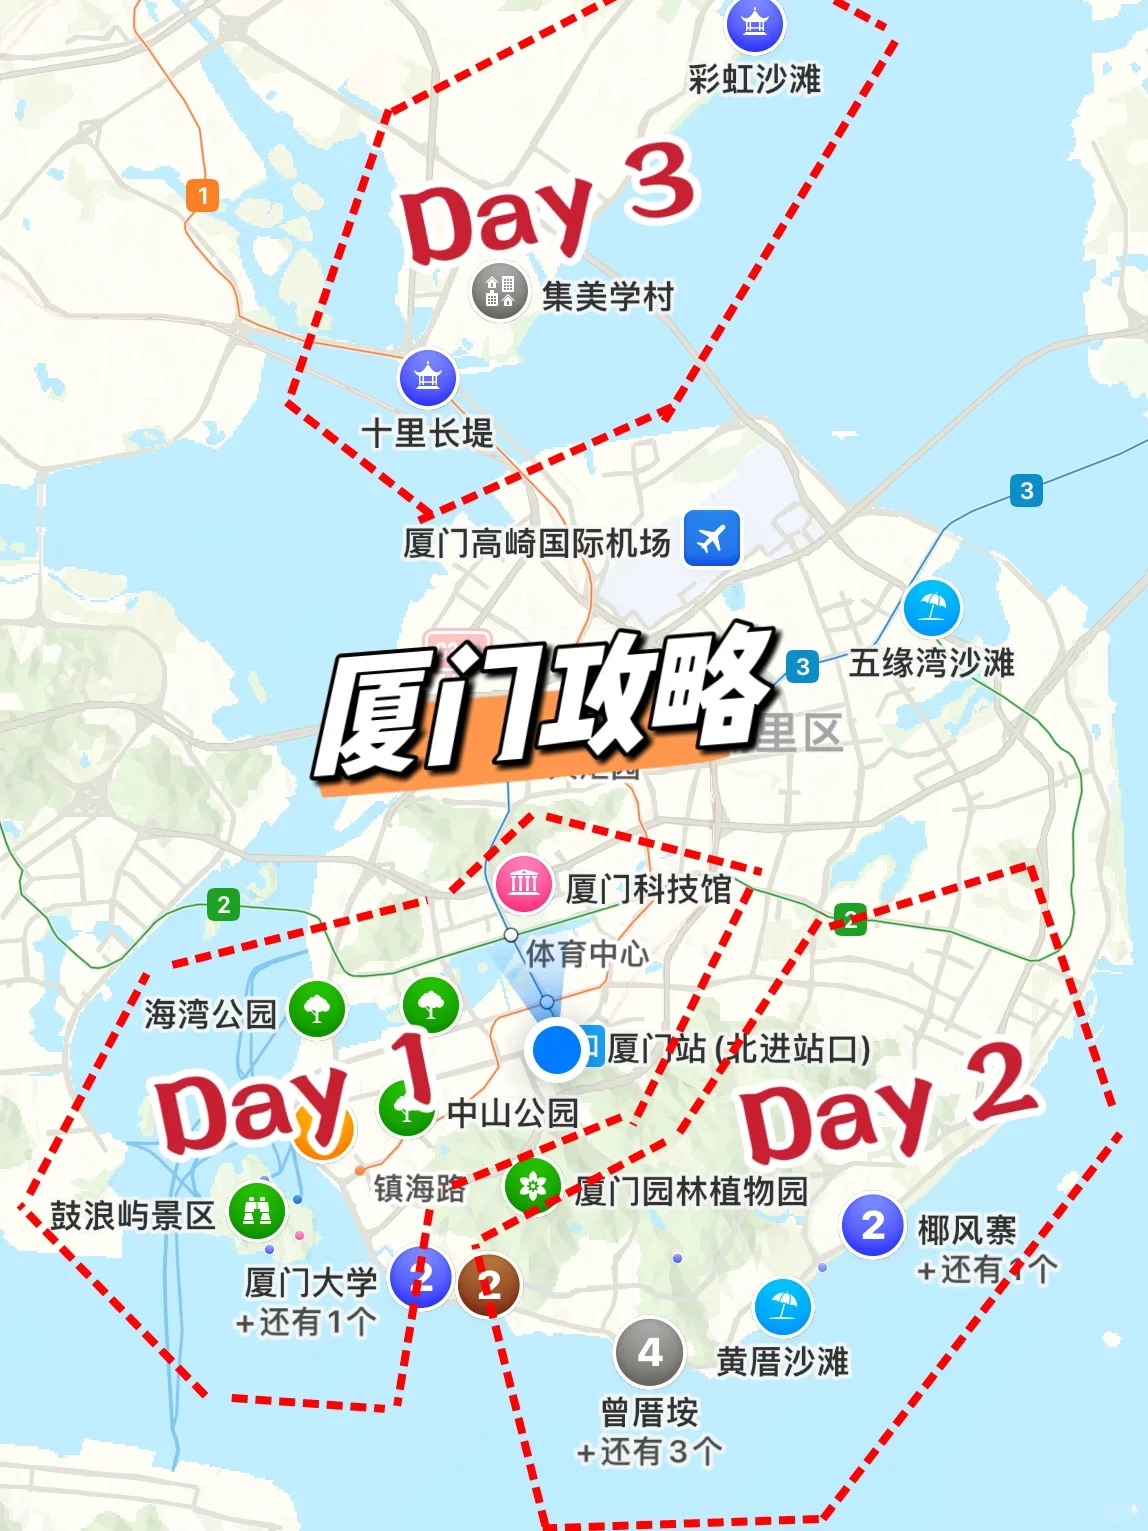 彩虹沙滩
1
Day 3
集美学村
十里长堤
3
厦门高崎国际机场
五缘湾沙滩
3
厦门攻略
里区
厦门科技馆
2
2
体育中心
海湾公园
厦门站(北进站口)
Day 1
Day 2
中山公园
镇海路
厦门园林植物园
鼓浪屿景区
2
椰风寨
+还有1个
厦门大学
+还有1个
2
2
黄厝沙滩
4
曾厝垵
+还有3个